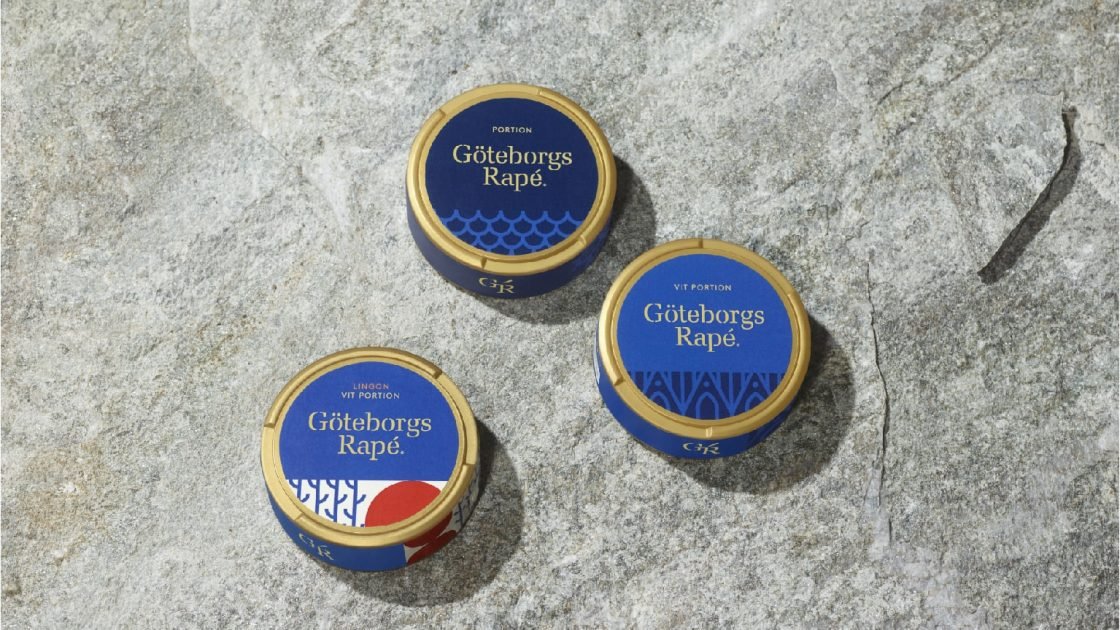 PORTION
Göteborgs
Rapé.
GR
VIT PORTION
Göteborgs
Rapé.
GR
LINGON
VIT PORTION
Göteborgs
Rapé.
GR